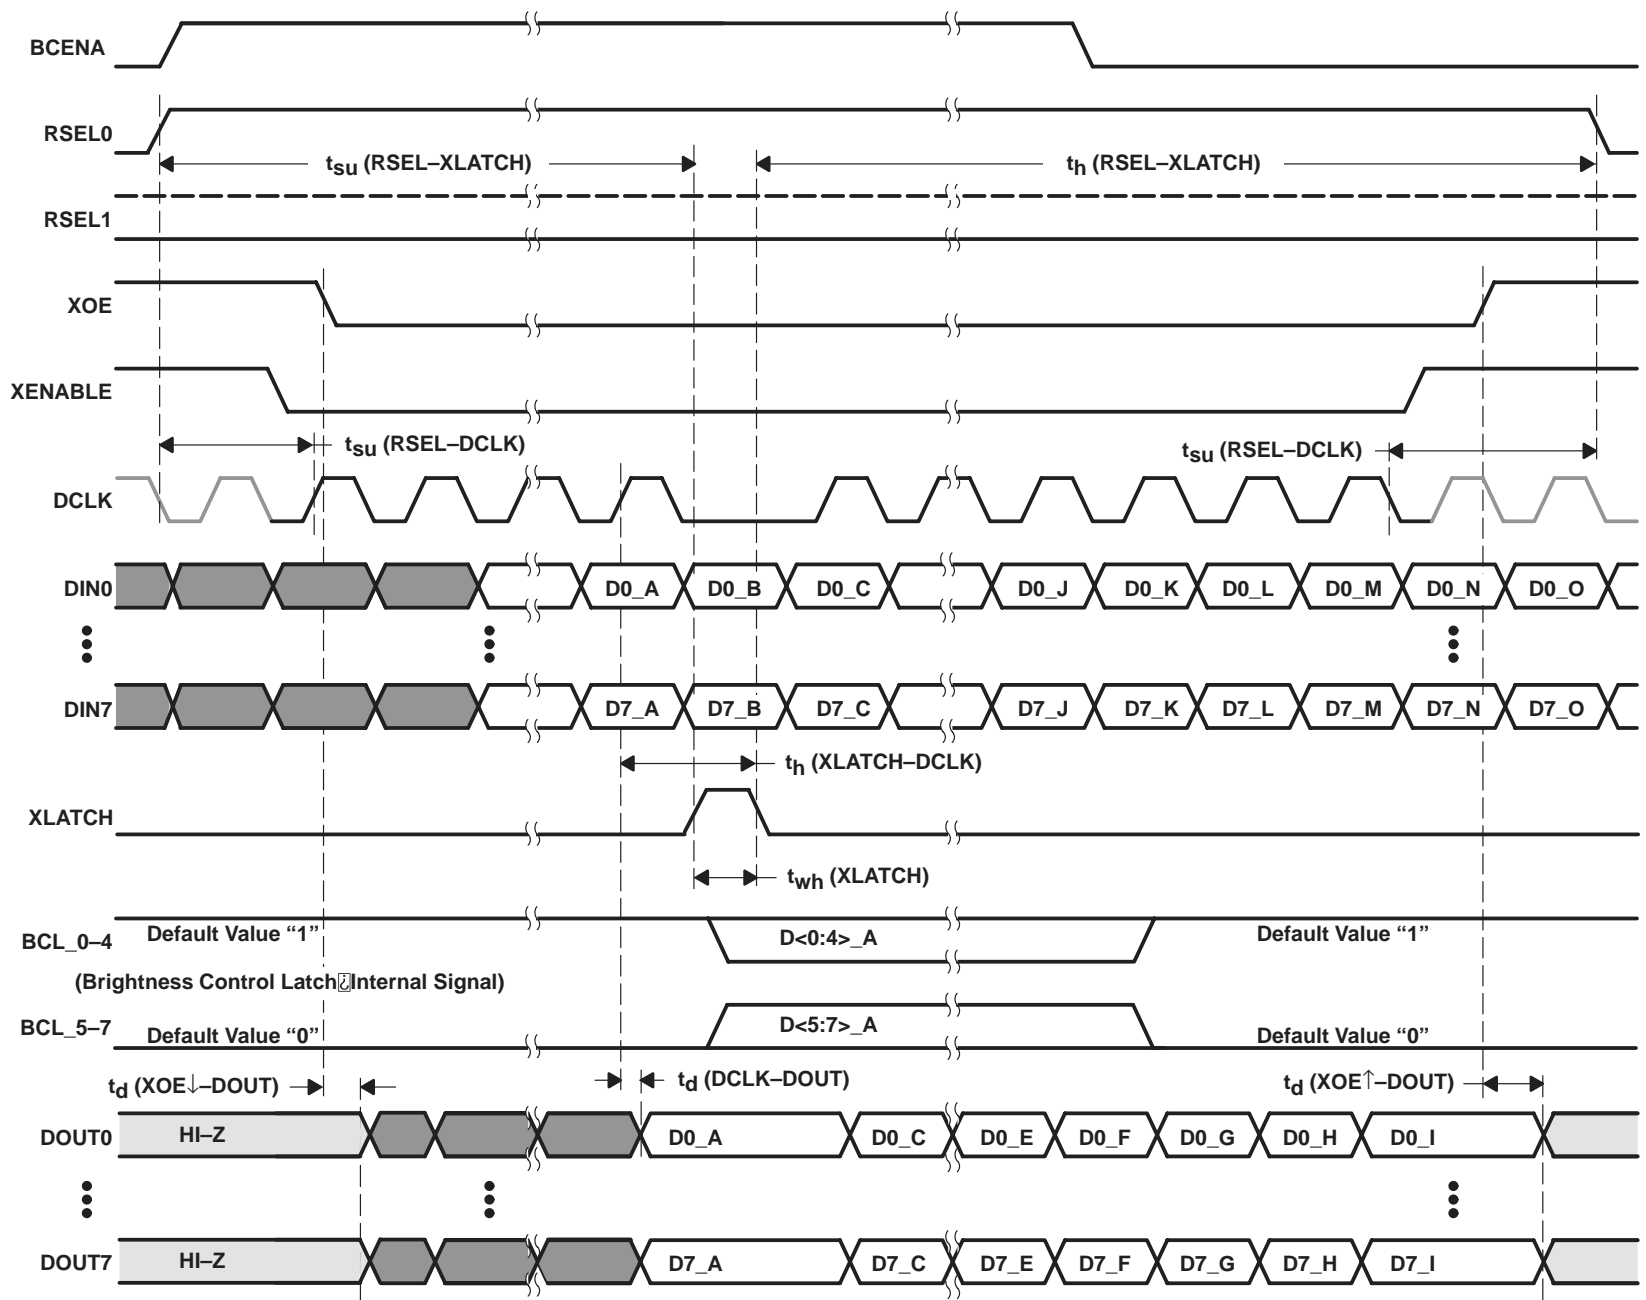 BCENA
RSEL0
tsu (RSEL–XLATCH)
th (RSEL–XLATCH)
RSEL1
XOE
XENABLE
tsu (RSEL–DCLK)
tsu (RSEL–DCLK)
DCLK
DIN0 D0_A D0_B D0_C D0_J D0_K D0_L D0_M D0_N D0_O
DIN7 D7_A D7_B D7_C D7_J D7_K D7_L D7_M D7_N D7_O
th (XLATCH–DCLK)
XLATCH
twh (XLATCH)
BCL_0–4 Default Value “1” D<0:4>_A Default Value “1”
(Brightness Control Latch¿Internal Signal)
BCL_5–7 Default Value “0” D<5:7>_A Default Value “0”
td (XOE↓–DOUT) td (DCLK–DOUT) td (XOE↑–DOUT)
DOUT0 HI–Z D0_A D0_C D0_E D0_F D0_G D0_H D0_I
DOUT7 HI–Z D7_A D7_C D7_E D7_F D7_G D7_H D7_I